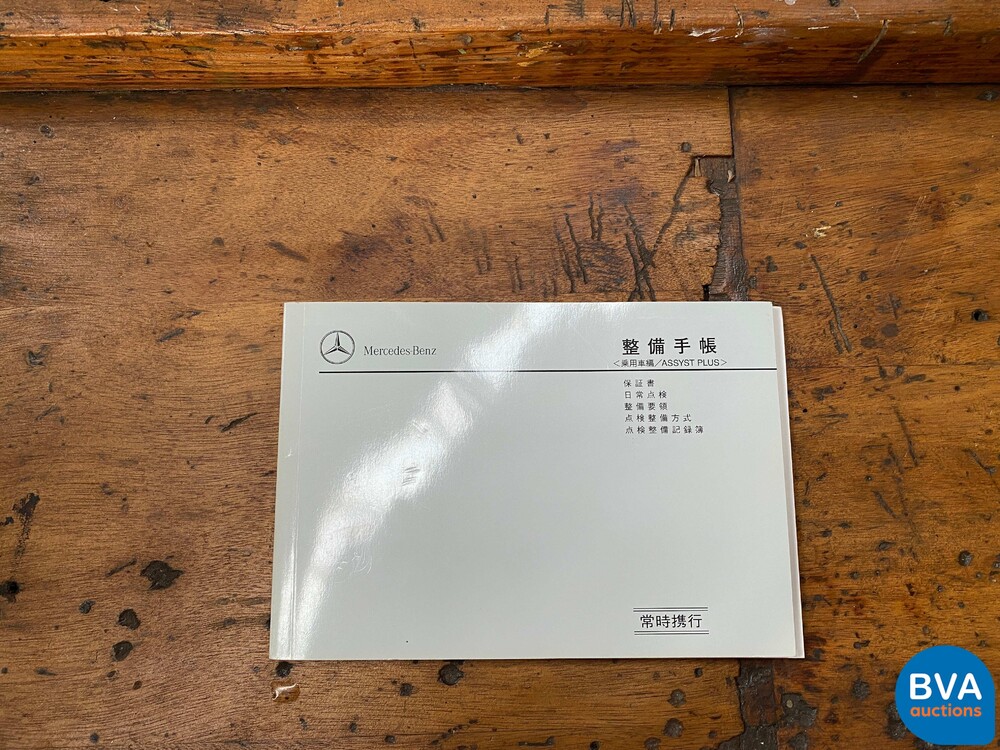 Mercedes-Benz
整備手帳
<乗用車編/ASSYST PLUS>
保証書
日常点検
整備要領
点検整備方式
点検整備記録簿
常時携行
BVA
auctions